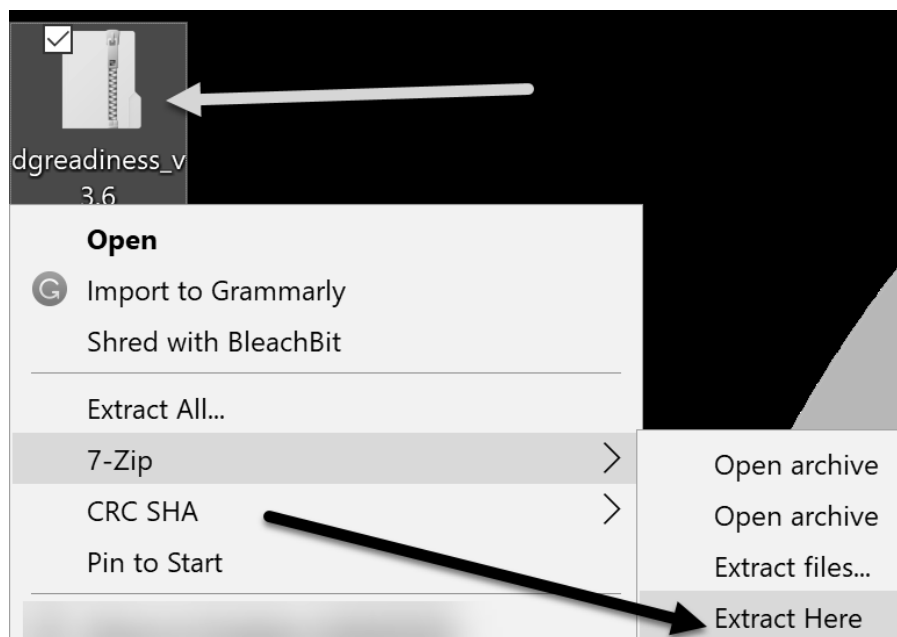 dgreadiness_v
3.6
Open
Import to Grammarly
Shred with BleachBit
Extract All...
7-Zip
CRC SHA
Pin to Start
Open archive
Open archive
Extract files...
Extract Here